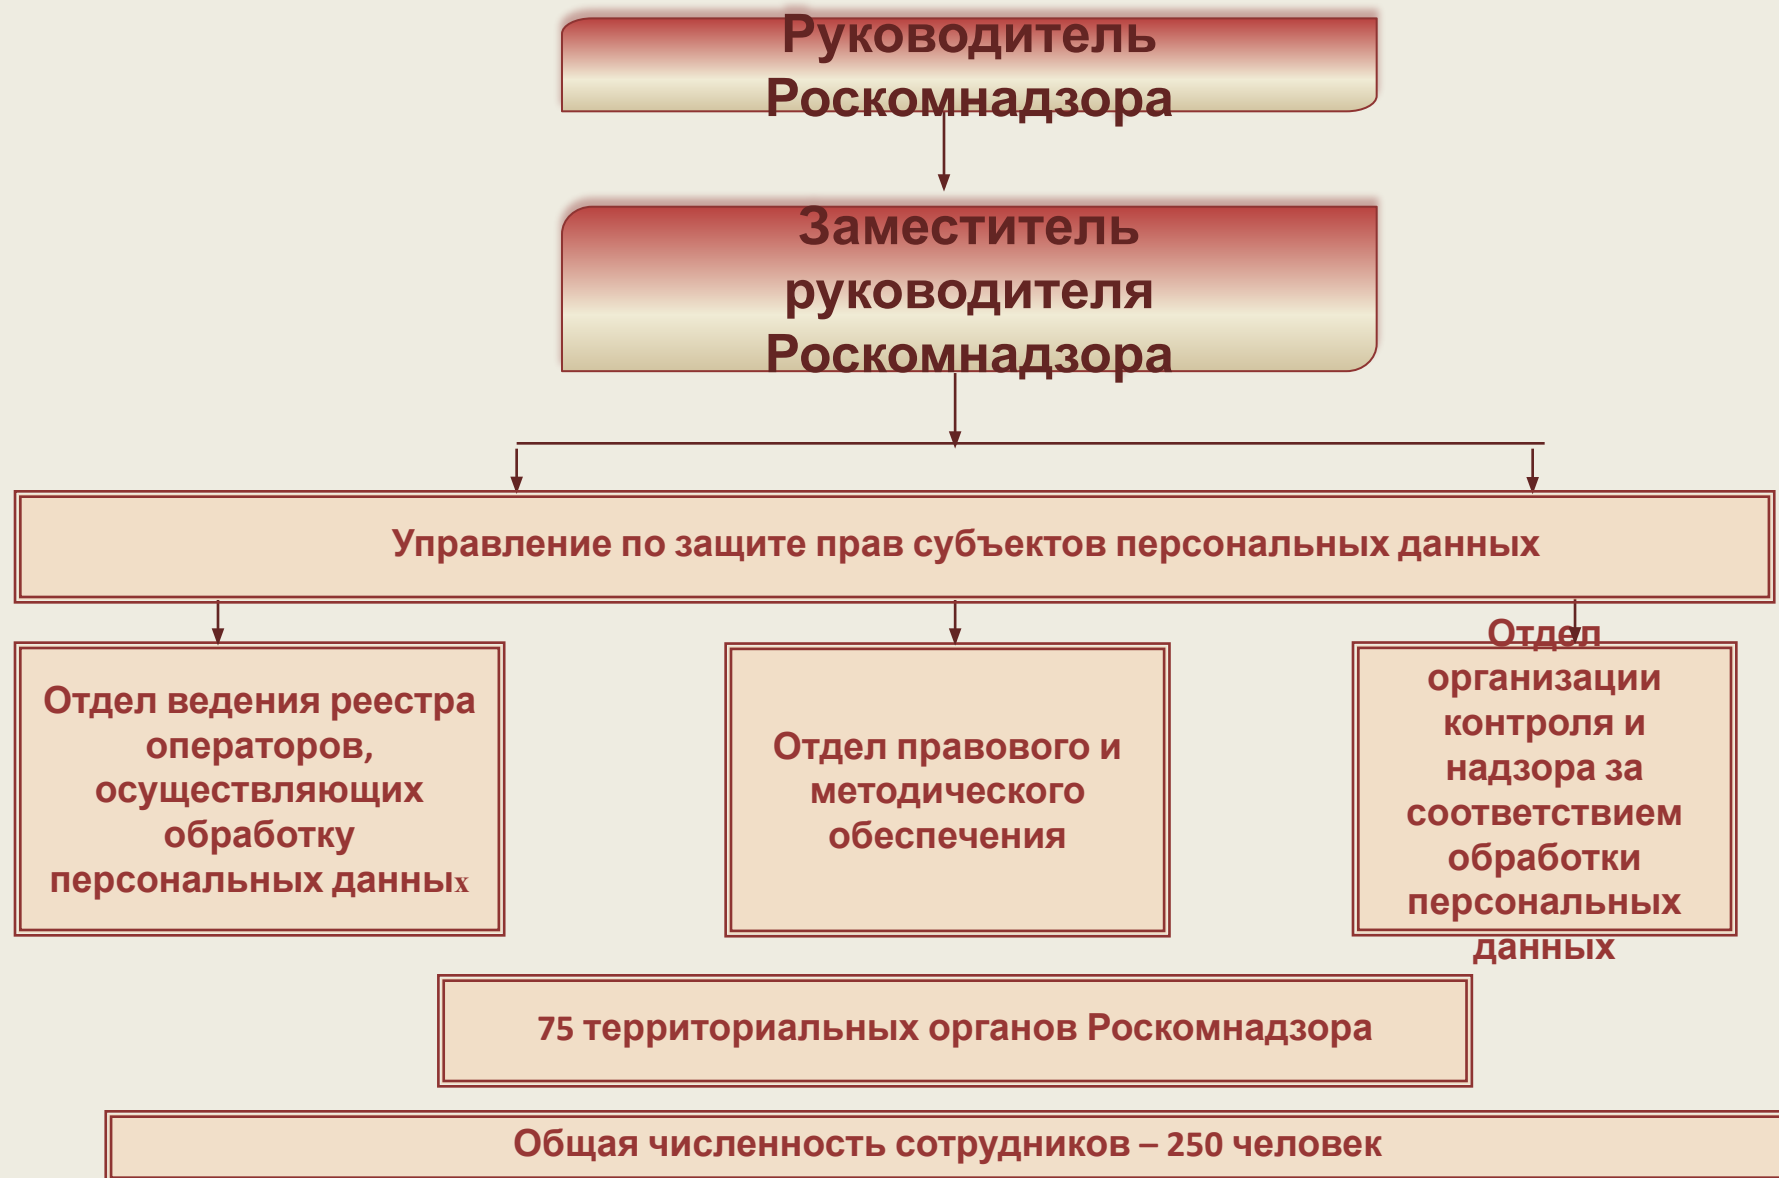 Руководитель
Роскомнадзора
Заместитель
руководителя
Роскомнадзора
Управление по защите прав субъектов персональных данных
Отдел ведения реестра
операторов,
осуществляющих
обработку
персональных данных
Отдел правового и
методического
обеспечения
Отдел
организации
контроля и
надзора за
соответствием
обработки
персональных
данных
75 территориальных органов Роскомнадзора
Общая численность сотрудников – 250 человек